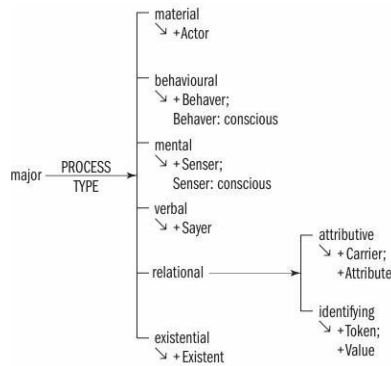 material
↘ +Actor
behavioural
↘ +Behaver;
Behaver: conscious
mental
↘ +Senser;
Senser: conscious
major
PROCESS
TYPE
verbal
↘ +Sayer
relational
attributive
↘ +Carrier;
+Attribute
identifying
↘ +Token;
+Value
existential
↘ +Existent